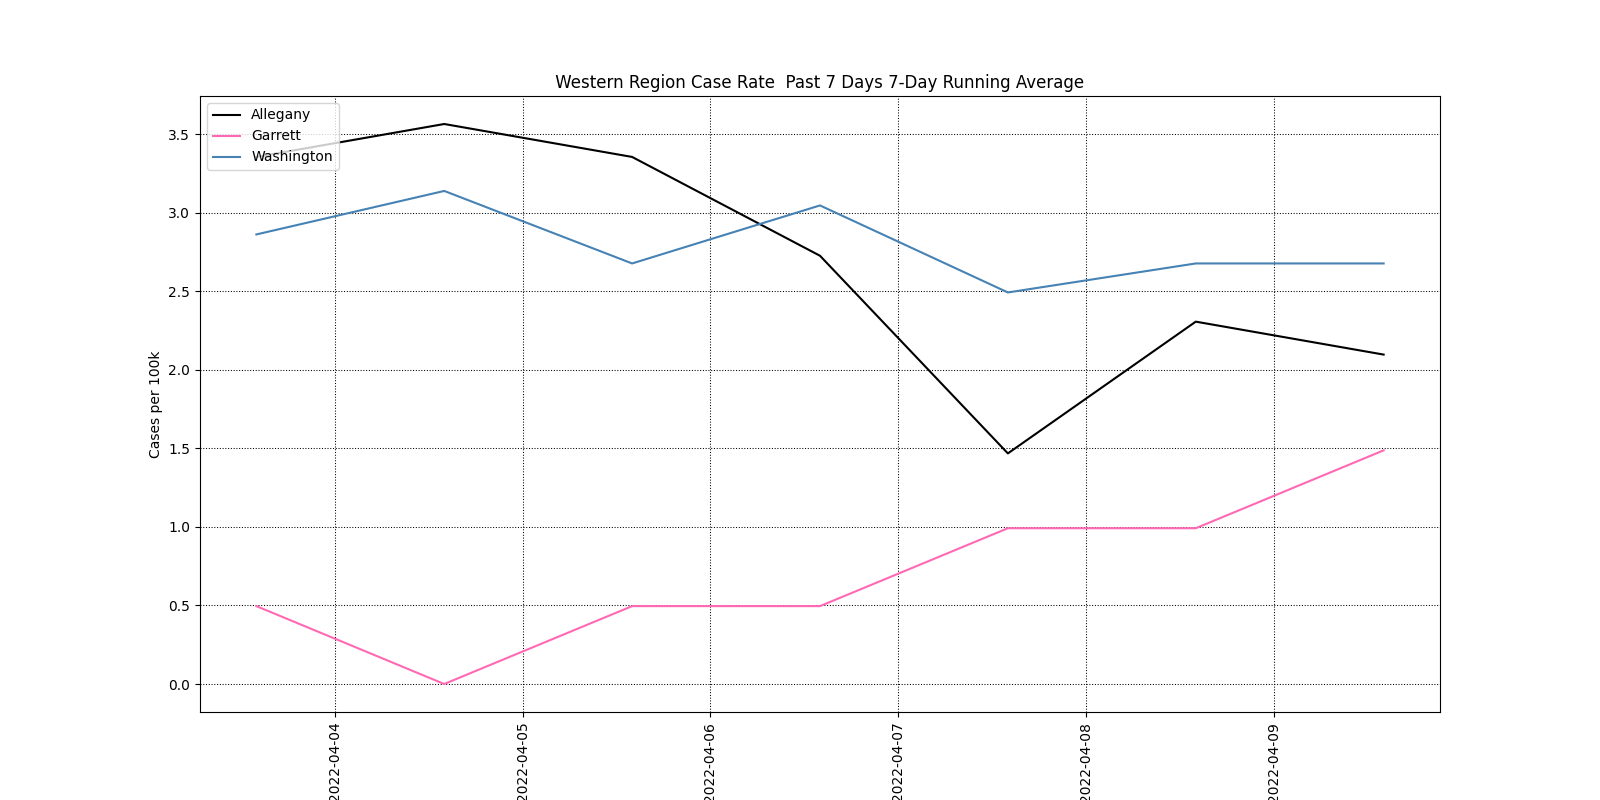 Western Region Case Rate  Past 7 Days 7-Day Running Average
Allegany
Garrett
Washington
Cases per 100k
3.5
3.0
2.5
2.0
1.5
1.0
0.5
0.0
2022-04-04
2022-04-05
2022-04-06
2022-04-07
2022-04-08
2022-04-09